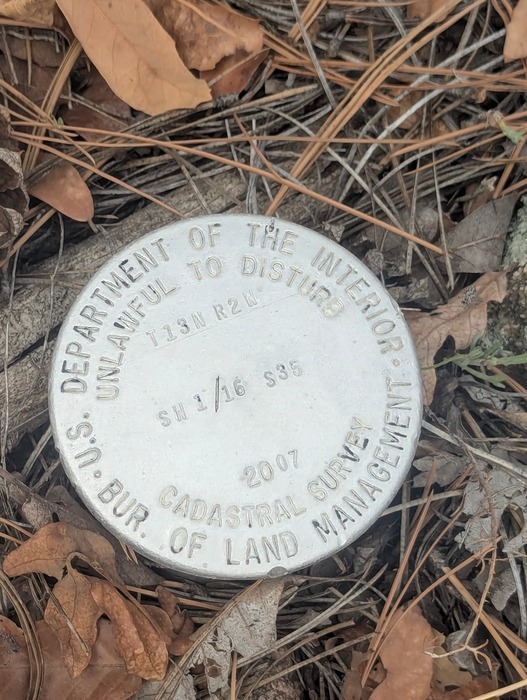 U.S. DEPARTMENT OF THE INTERIOR ·
UNLAWFUL TO DISTURB
T13N R2W
1/16 S35
2007
CADASTRAL SURVEY
· BUR. OF LAND MANAGEMENT